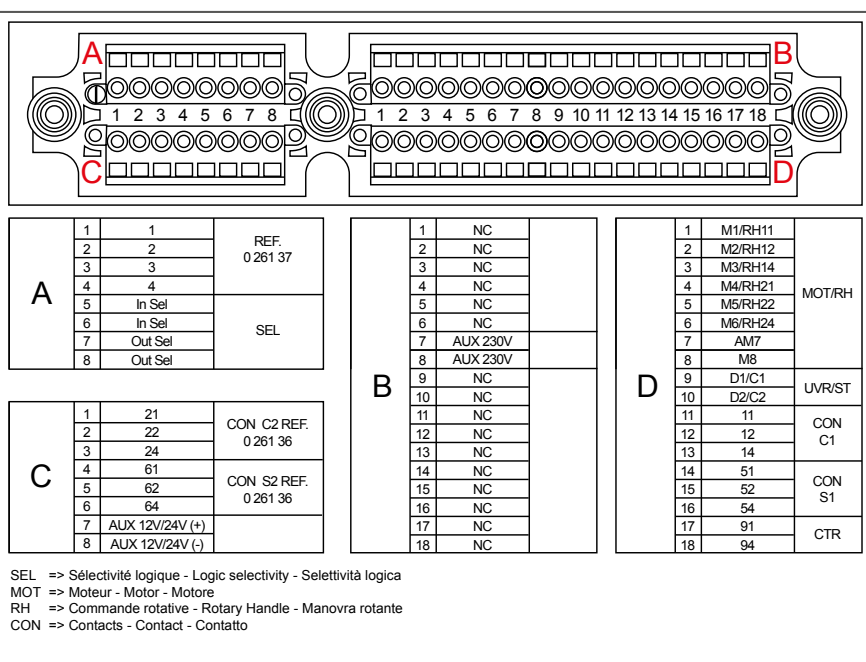 A B
1 2 3 4 5 6 7 8 1 2 3 4 5 6 7 8 9 10 11 12 13 14 15 16 17 18
C D
A
1 1 REF. 0 261 37
2 2
3 3
4 4
5 In Sel SEL
6 In Sel
7 Out Sel
8 Out Sel
C
1 21 CON C2 REF. 0 261 36
2 22
3 24
4 61 CON S2 REF. 0 261 36
5 62
6 64
7 AUX 12V/24V (+)
8 AUX 12V/24V (-)
B
1 NC
2 NC
3 NC
4 NC
5 NC
6 NC
7 AUX 230V
8 AUX 230V
9 NC
10 NC
11 NC
12 NC
13 NC
14 NC
15 NC
16 NC
17 NC
18 NC
D
1 M1/RH11 MOT/RH
2 M2/RH12
3 M3/RH14
4 M4/RH21
5 M5/RH22
6 M6/RH24
7 AM7
8 M8
9 D1/C1 UVR/ST
10 D2/C2
11 11 CON C1
12 12
13 14
14 51 CON S1
15 52
16 54
17 91 CTR
18 94
SEL => Sélectivité logique - Logic selectivity - Selettività logica
MOT => Moteur - Motor - Motore
RH => Commande rotative - Rotary Handle - Manovra rotante
CON => Contacts - Contact - Contatto